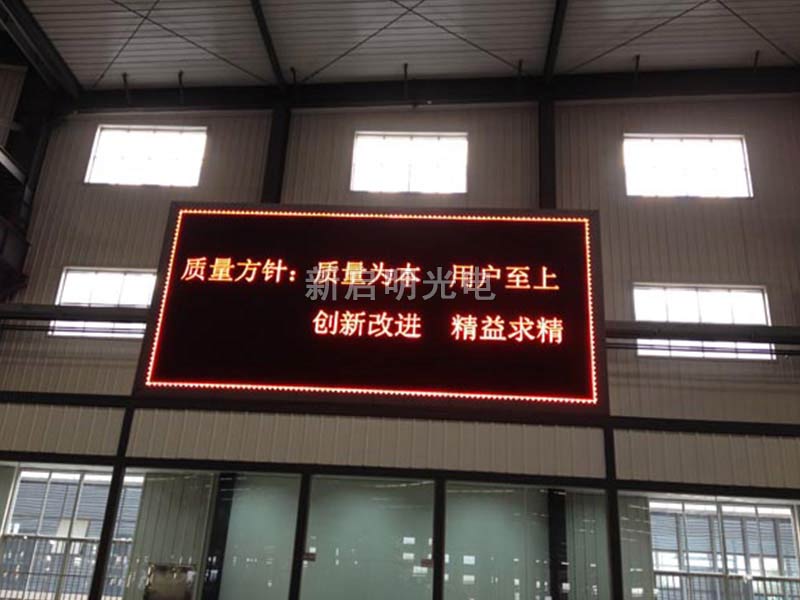 质量方针：质量为本 用户至上
新启明光电
创新改进 精益求精